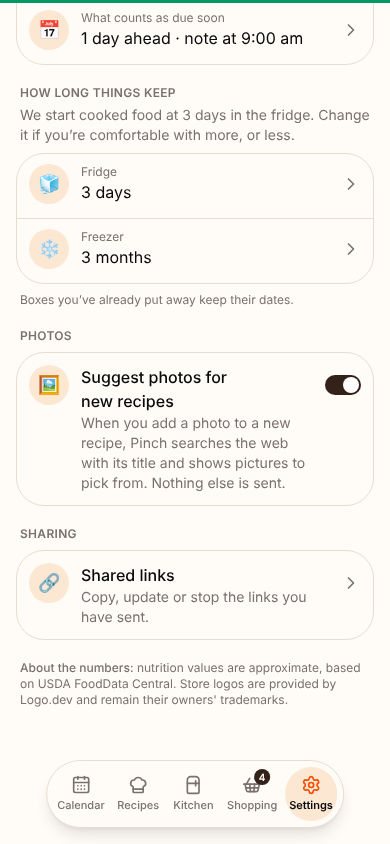 What counts as due soon
1 day ahead · note at 9:00 am
HOW LONG THINGS KEEP
We start cooked food at 3 days in the fridge. Change
it if you’re comfortable with more, or less.
Fridge
3 days
Freezer
3 months
Boxes you’ve already put away keep their dates.
PHOTOS
Suggest photos for
new recipes
When you add a photo to a new
recipe, Pinch searches the web
with its title and shows pictures to
pick from. Nothing else is sent.
SHARING
Shared links
Copy, update or stop the links you
have sent.
About the numbers: nutrition values are approximate, based
on USDA FoodData Central. Store logos are provided by
Logo.dev and remain their owners' trademarks.
4
Calendar Recipes Kitchen Shopping Settings